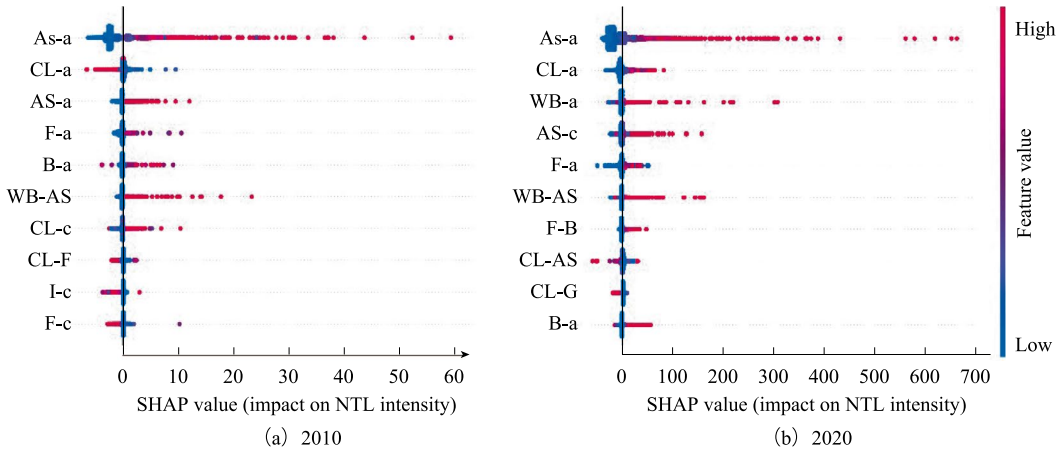 As-a
CL-a
AS-a
F-a
B-a
WB-AS
CL-c
CL-F
I-c
F-c
0 10 20 30 40 50 60
SHAP value (impact on NTL intensity)
(a) 2010
As-a
CL-a
WB-a
AS-c
F-a
WB-AS
F-B
CL-AS
CL-G
B-a
0 100 200 300 400 500 600 700
SHAP value (impact on NTL intensity)
(b) 2020
High
Feature value
Low